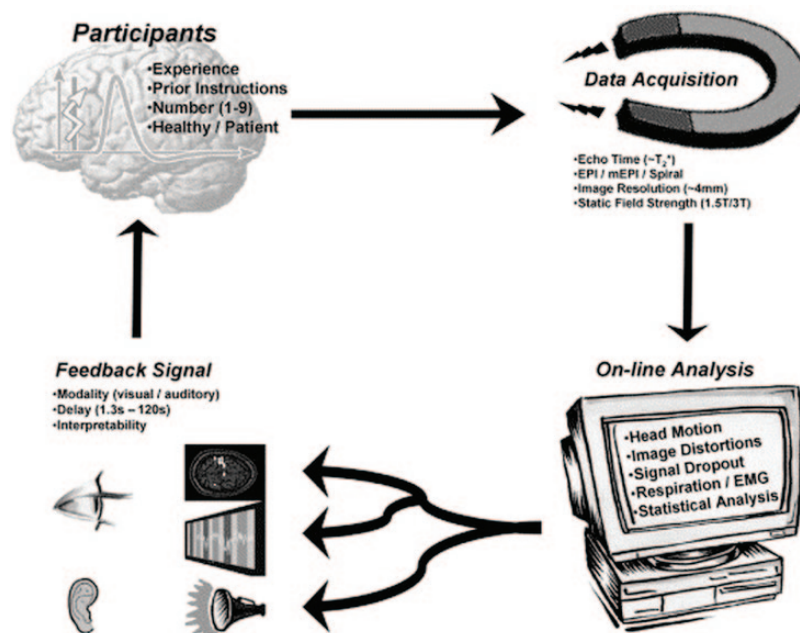 Participants
•Experience
•Prior Instructions
•Number (1-9)
•Healthy / Patient
Data Acquisition
•Echo Time (~T2*)
•EPI / mEPI / Spiral
•Image Resolution (~4mm)
•Static Field Strength (1.5T/3T)
Feedback Signal
•Modality (visual / auditory)
•Delay (1.3s – 120s)
•Interpretability
On-line Analysis
•Head Motion
•Image Distortions
•Signal Dropout
•Respiration / EMG
•Statistical Analysis